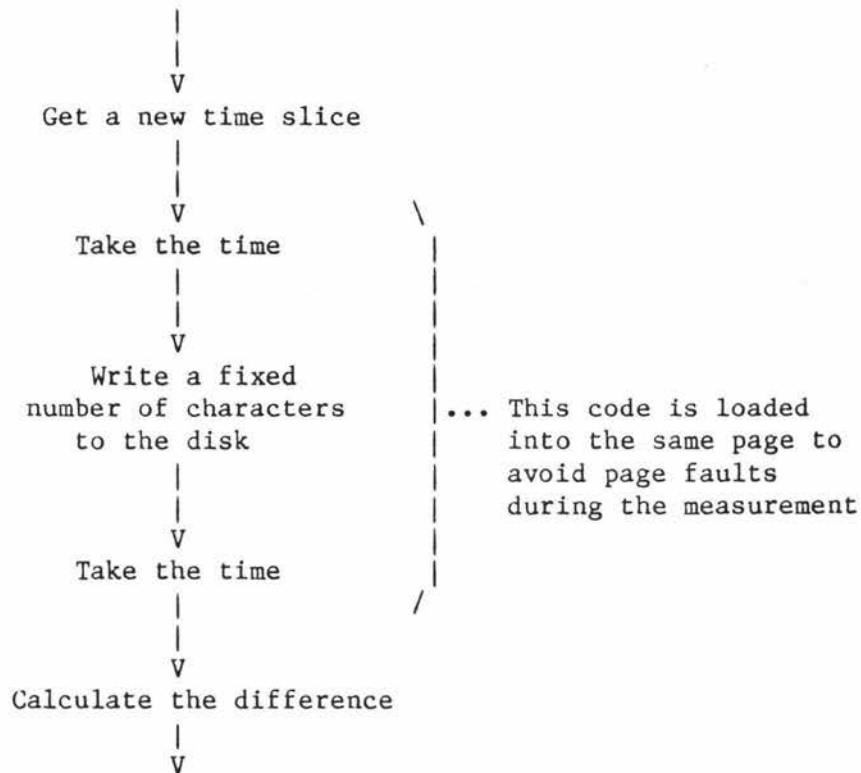 Get a new time slice
Take the time
Write a fixed
number of characters
to the disk
... This code is loaded
into the same page to
avoid page faults
during the measurement
Take the time
Calculate the difference